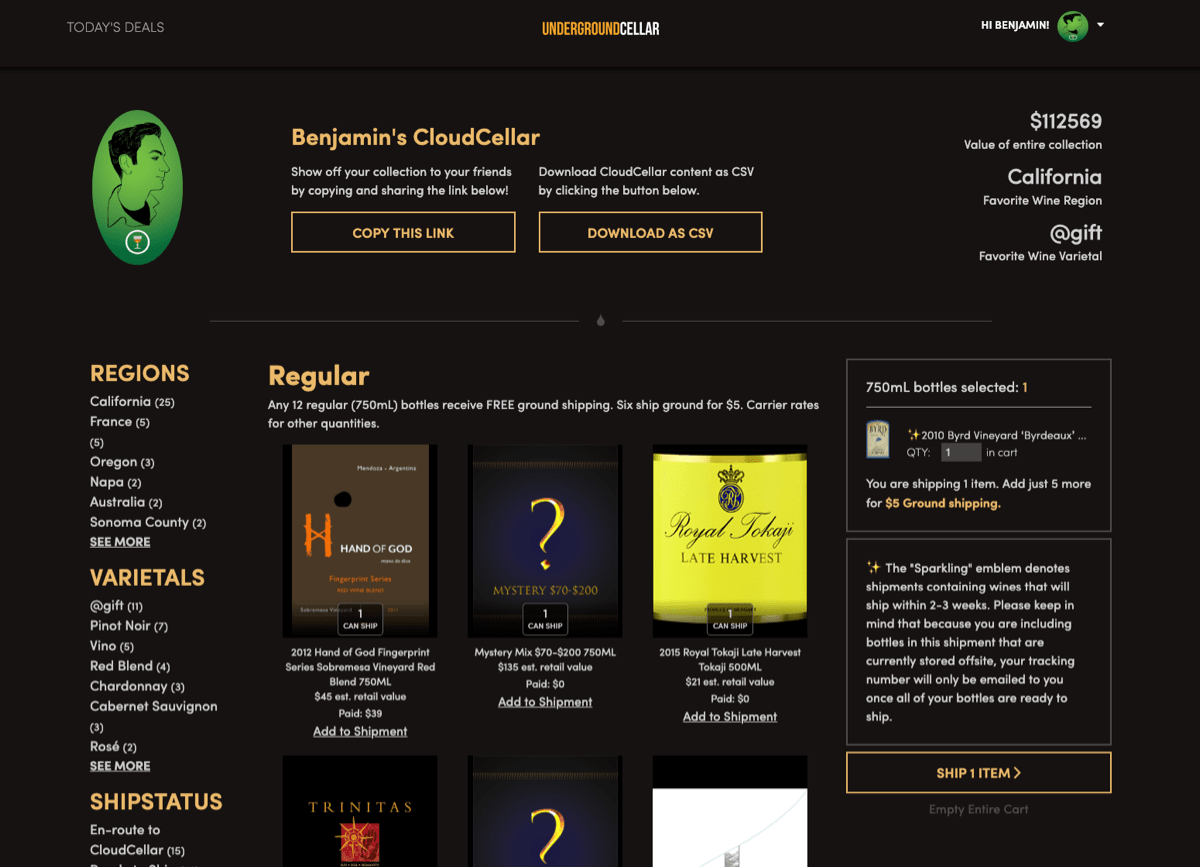 TODAY'S DEALS
UNDERGROUNDCELLAR
HI BENJAMIN!
Benjamin's CloudCellar
Show off your collection to your friends
by copying and sharing the link below!
COPY THIS LINK
Download CloudCellar content as CSV
by clicking the button below.
DOWNLOAD AS CSV
$112569
Value of entire collection
California
Favorite Wine Region
@gift
Favorite Wine Varietal
REGIONS
California (25)
France (5)
(5)
Oregon (3)
Napa (2)
Australia (2)
Sonoma County (2)
SEE MORE
VARIETALS
@gift (11)
Pinot Noir (7)
Vino (5)
Red Blend (4)
Chardonnay (3)
Cabernet Sauvignon
(3)
Rosé (2)
SEE MORE
SHIPSTATUS
En-route to
CloudCellar (15)
Regular
Any 12 regular (750mL) bottles receive FREE ground shipping. Six ship ground for $5. Carrier rates
for other quantities.
Mendoza - Argentina
H
HAND OF GOD
mano de dios
Fingerprint Series
RED WINE BLEND
Sobremesa Vineyard
2011
1
CAN SHIP
2012 Hand of God Fingerprint
Series Sobremesa Vineyard Red
Blend 750ML
$45 est. retail value
Paid: $39
Add to Shipment
?
MYSTERY $70-$200
1
CAN SHIP
Mystery Mix $70-$200 750ML
$135 est. retail value
Paid: $0
Add to Shipment
Royal Tokaji
LATE HARVEST
1
CAN SHIP
2015 Royal Tokaji Late Harvest
Tokaji 500ML
$21 est. retail value
Paid: $0
Add to Shipment
TRINITAS
?
750mL bottles selected: 1
BYRD
✨2010 Byrd Vineyard 'Byrdeaux' ...
QTY: 1 in cart
You are shipping 1 item. Add just 5 more
for $5 Ground shipping.
✨ The "Sparkling" emblem denotes
shipments containing wines that will
ship within 2-3 weeks. Please keep in
mind that because you are including
bottles in this shipment that are
currently stored offsite, your tracking
number will only be emailed to you
once all of your bottles are ready to
ship.
SHIP 1 ITEM >
Empty Entire Cart